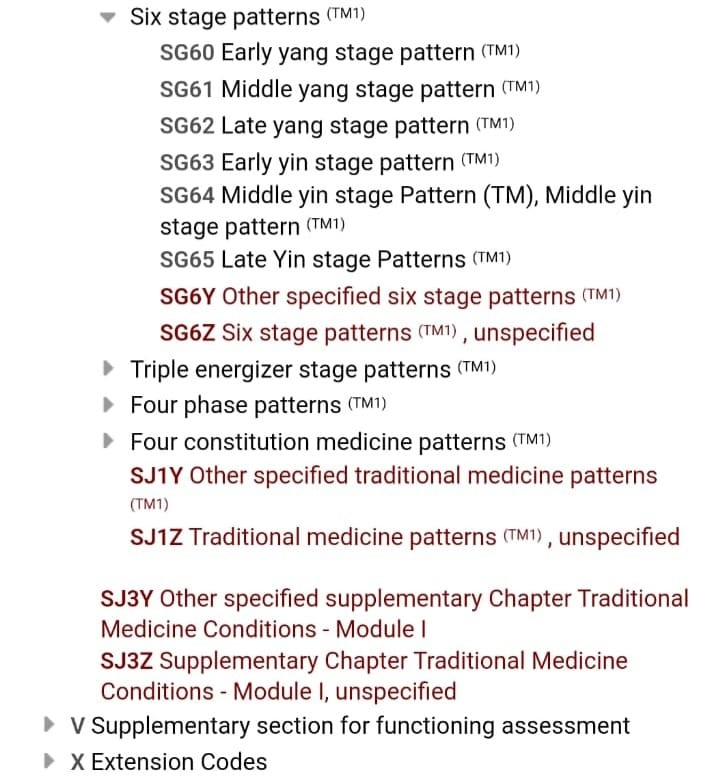 Six stage patterns (TM1)
SG60 Early yang stage pattern (TM1)
SG61 Middle yang stage pattern (TM1)
SG62 Late yang stage pattern (TM1)
SG63 Early yin stage pattern (TM1)
SG64 Middle yin stage Pattern (TM), Middle yin
stage pattern (TM1)
SG65 Late Yin stage Patterns (TM1)
SG6Y Other specified six stage patterns (TM1)
SG6Z Six stage patterns (TM1) , unspecified
Triple energizer stage patterns (TM1)
Four phase patterns (TM1)
Four constitution medicine patterns (TM1)
SJ1Y Other specified traditional medicine patterns
(TM1)
SJ1Z Traditional medicine patterns (TM1) , unspecified
SJ3Y Other specified supplementary Chapter Traditional
Medicine Conditions - Module I
SJ3Z Supplementary Chapter Traditional Medicine
Conditions - Module I, unspecified
V Supplementary section for functioning assessment
X Extension Codes